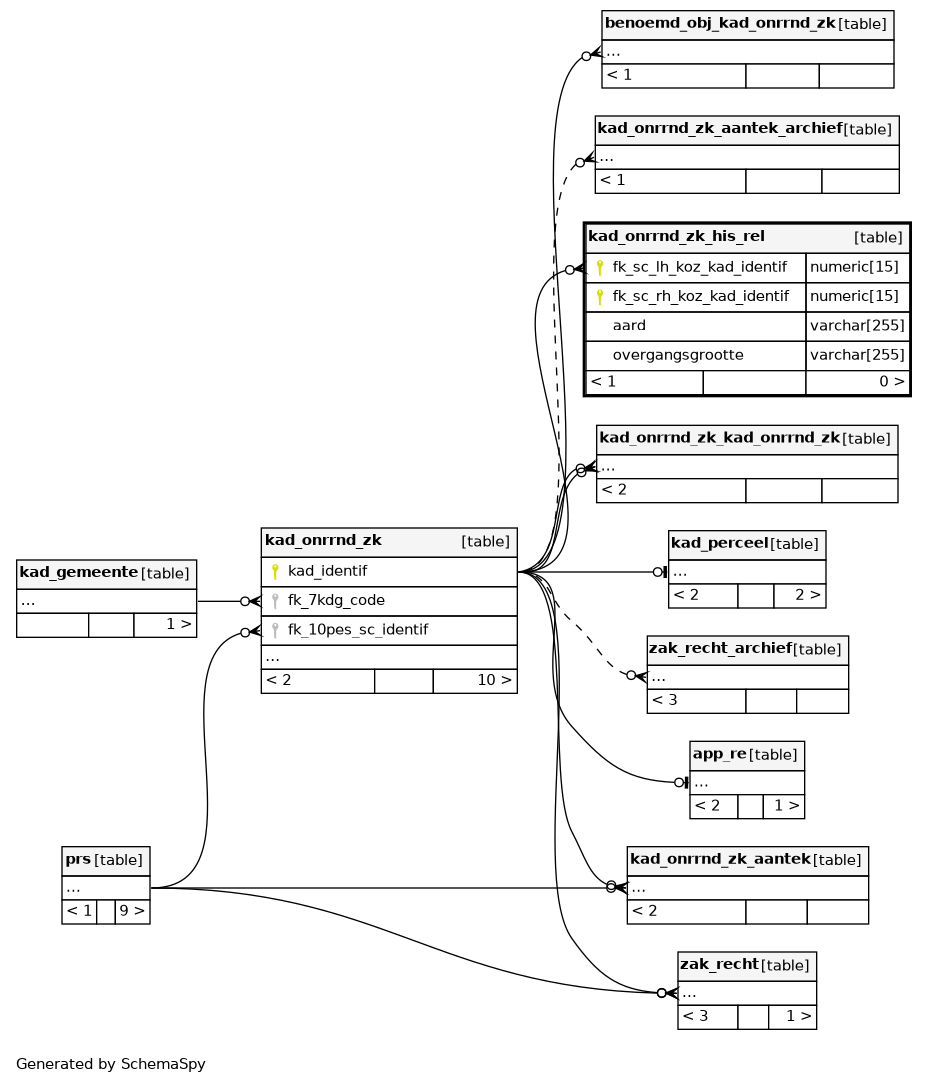 benoemd_obj_kad_onrrnd_zk [table]
...
< 1
kad_onrrnd_zk_aantek_archief [table]
...
< 1
kad_onrrnd_zk_his_rel [table]
fk_sc_lh_koz_kad_identif numeric[15]
fk_sc_rh_koz_kad_identif numeric[15]
aard varchar[255]
overgangsgrootte varchar[255]
< 1 0 >
kad_onrrnd_zk_kad_onrrnd_zk [table]
...
< 2
kad_onrrnd_zk [table]
kad_identif
fk_7kdg_code
fk_10pes_sc_identif
...
< 2 10 >
kad_gemeente [table]
...
1 >
kad_perceel [table]
...
< 2 2 >
zak_recht_archief [table]
...
< 3
app_re [table]
...
< 2 1 >
prs [table]
...
< 1 9 >
kad_onrrnd_zk_aantek [table]
...
< 2
zak_recht [table]
...
< 3 1 >
Generated by SchemaSpy